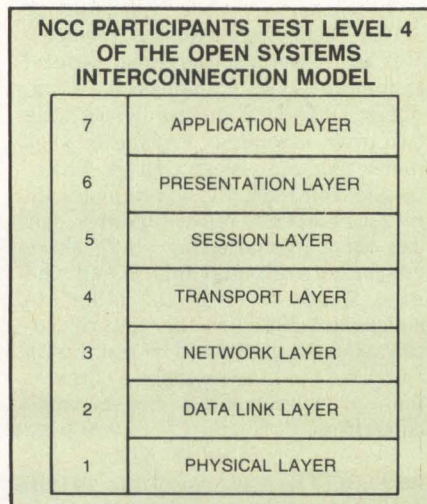 NCC PARTICIPANTS TEST LEVEL 4
OF THE OPEN SYSTEMS
INTERCONNECTION MODEL
7 APPLICATION LAYER
6 PRESENTATION LAYER
5 SESSION LAYER
4 TRANSPORT LAYER
3 NETWORK LAYER
2 DATA LINK LAYER
1 PHYSICAL LAYER